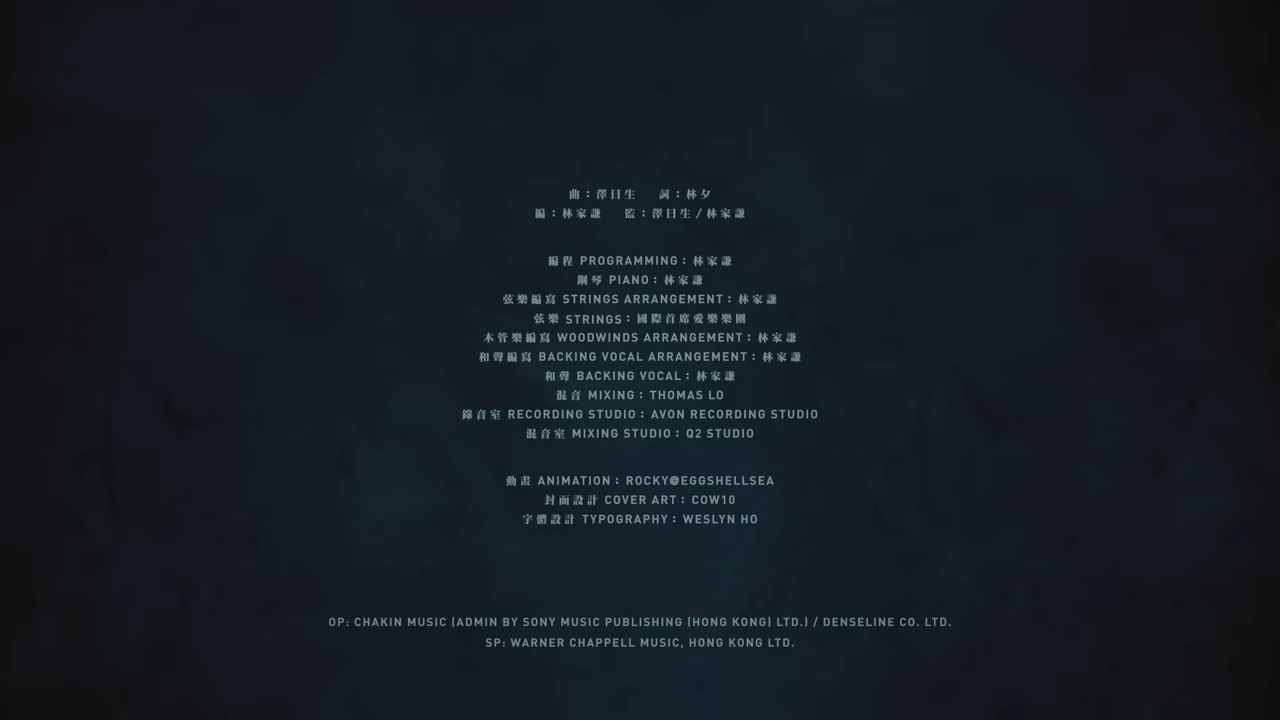 曲：澤日生　詞：林夕
編：林家謙　監：澤日生 / 林家謙
編程 PROGRAMMING：林家謙
鋼琴 PIANO：林家謙
弦樂編寫 STRINGS ARRANGEMENT：林家謙
弦樂 STRINGS：國際首席愛樂樂團
木管樂編寫 WOODWINDS ARRANGEMENT：林家謙
和聲編寫 BACKING VOCAL ARRANGEMENT：林家謙
和聲 BACKING VOCAL：林家謙
混音 MIXING：THOMAS LO
錄音室 RECORDING STUDIO：AVON RECORDING STUDIO
混音室 MIXING STUDIO：Q2 STUDIO
動畫 ANIMATION：ROCKY@EGGSHELLSEA
封面設計 COVER ART：COW10
字體設計 TYPOGRAPHY：WESLYN HO
OP: CHAKIN MUSIC (ADMIN BY SONY MUSIC PUBLISHING (HONG KONG) LTD.) / DENSELINE CO. LTD.
SP: WARNER CHAPPELL MUSIC, HONG KONG LTD.